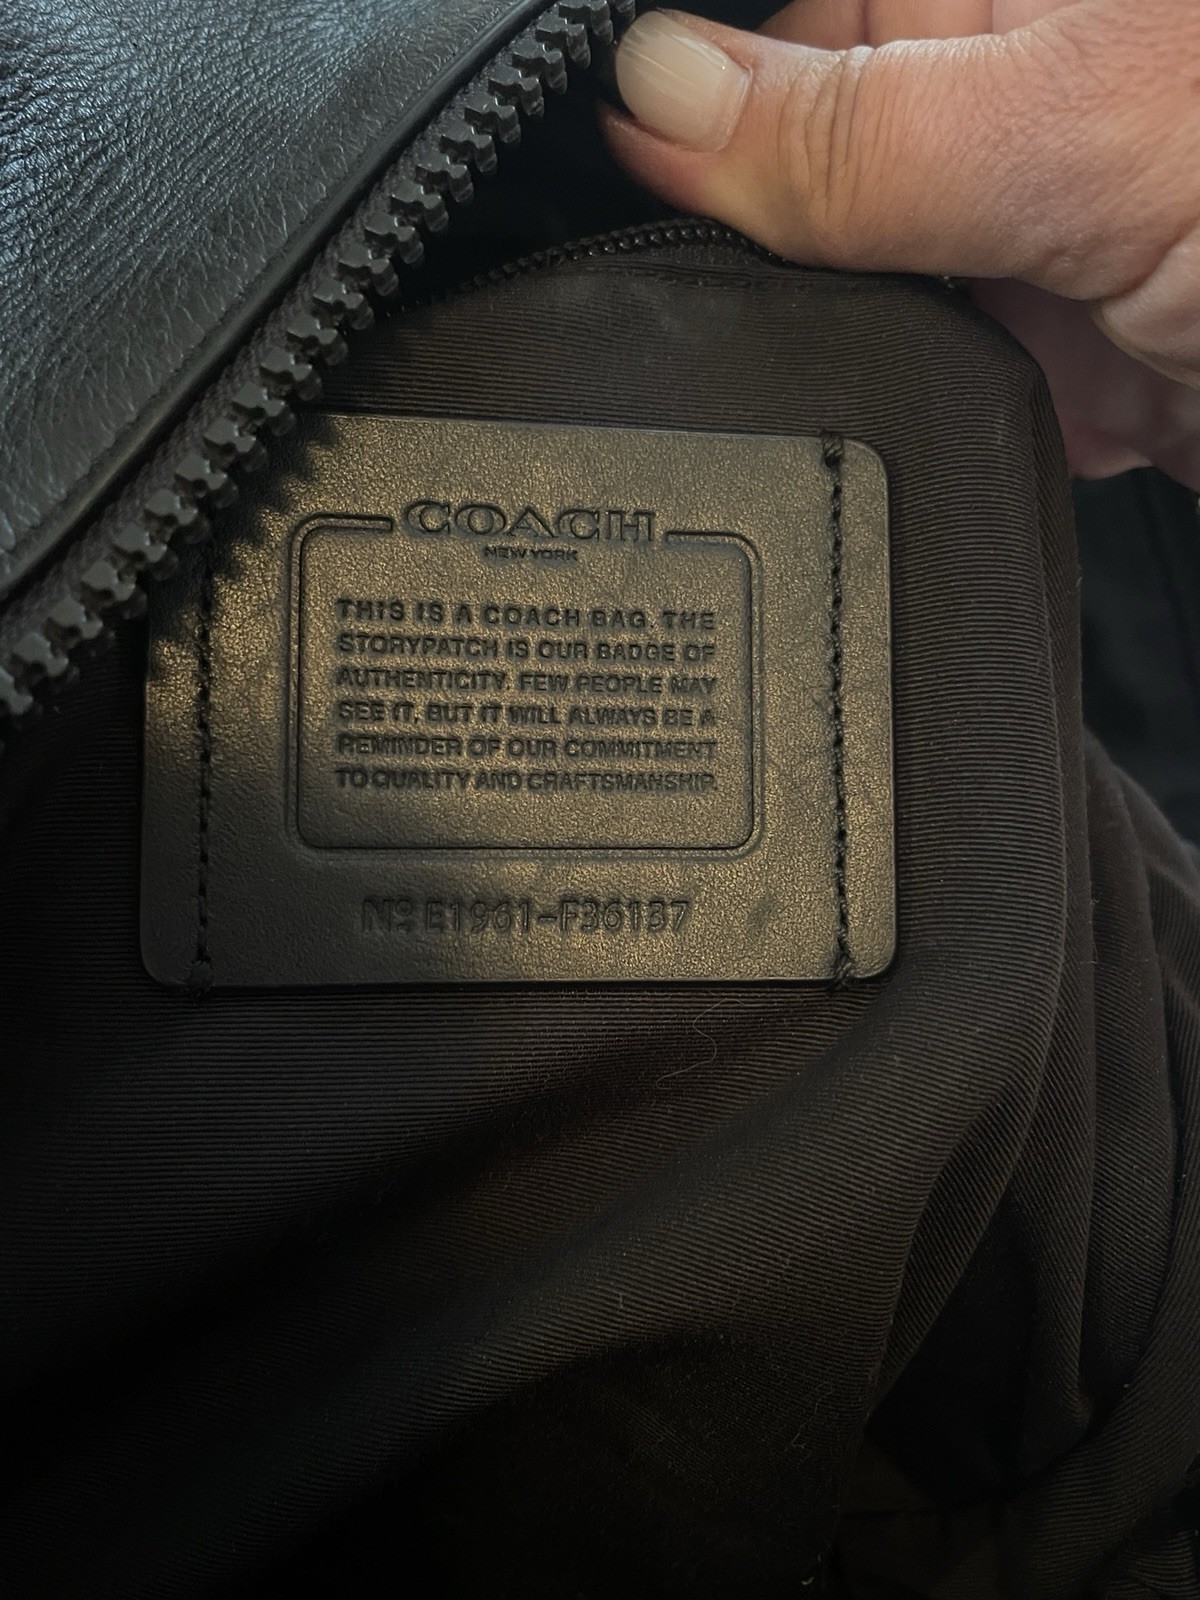 COACH
NEW YORK
THIS IS A COACH BAG. THE
STORYPATCH IS OUR BADGE OF
AUTHENTICITY. FEW PEOPLE MAY
SEE IT, BUT IT WILL ALWAYS BE A
REMINDER OF OUR COMMITMENT
TO QUALITY AND CRAFTSMANSHIP.
Nº E1961-F36137